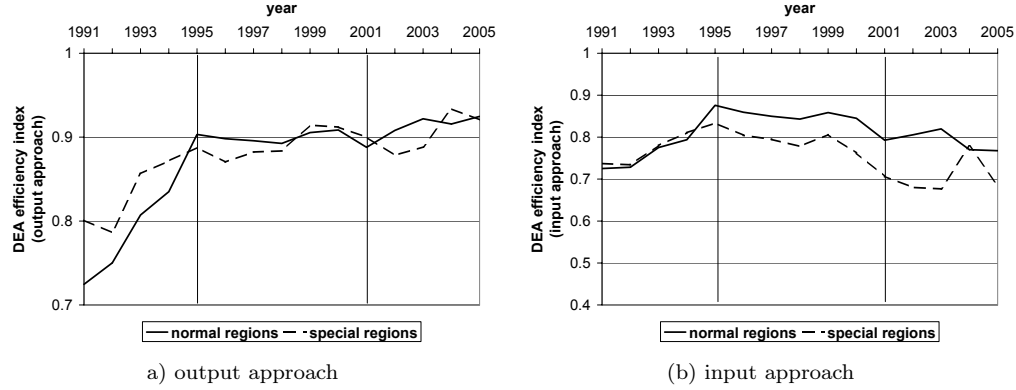 year
1991 1993 1995 1997 1999 2001 2003 2005
1
0.9
0.8
0.7
DEA efficiency index
(output approach)
normal regions special regions
a) output approach
year
1991 1993 1995 1997 1999 2001 2003 2005
1
0.9
0.8
0.7
0.6
0.5
0.4
DEA efficiency index
(input approach)
normal regions special regions
(b) input approach